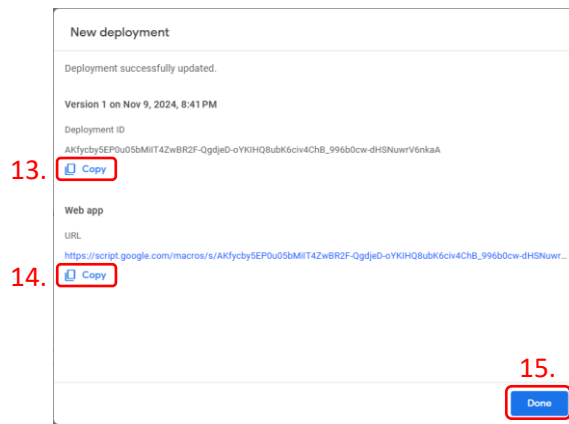 New deployment
Deployment successfully updated.
Version 1 on Nov 9, 2024, 8:41 PM
Deployment ID
AKfycby5EP0u05bMiIT4ZwBR2F-QgdjeD-oYKIHQ8ubK6civ4ChB_996b0cw-dHSNuwrV6nkaA
13. Copy
Web app
URL
https://script.google.com/macros/s/AKfycby5EP0u05bMiIT4ZwBR2F-QgdjeD-oYKIHQ8ubK6civ4ChB_996b0cw-dHSNuwr...
14. Copy
15.
Done